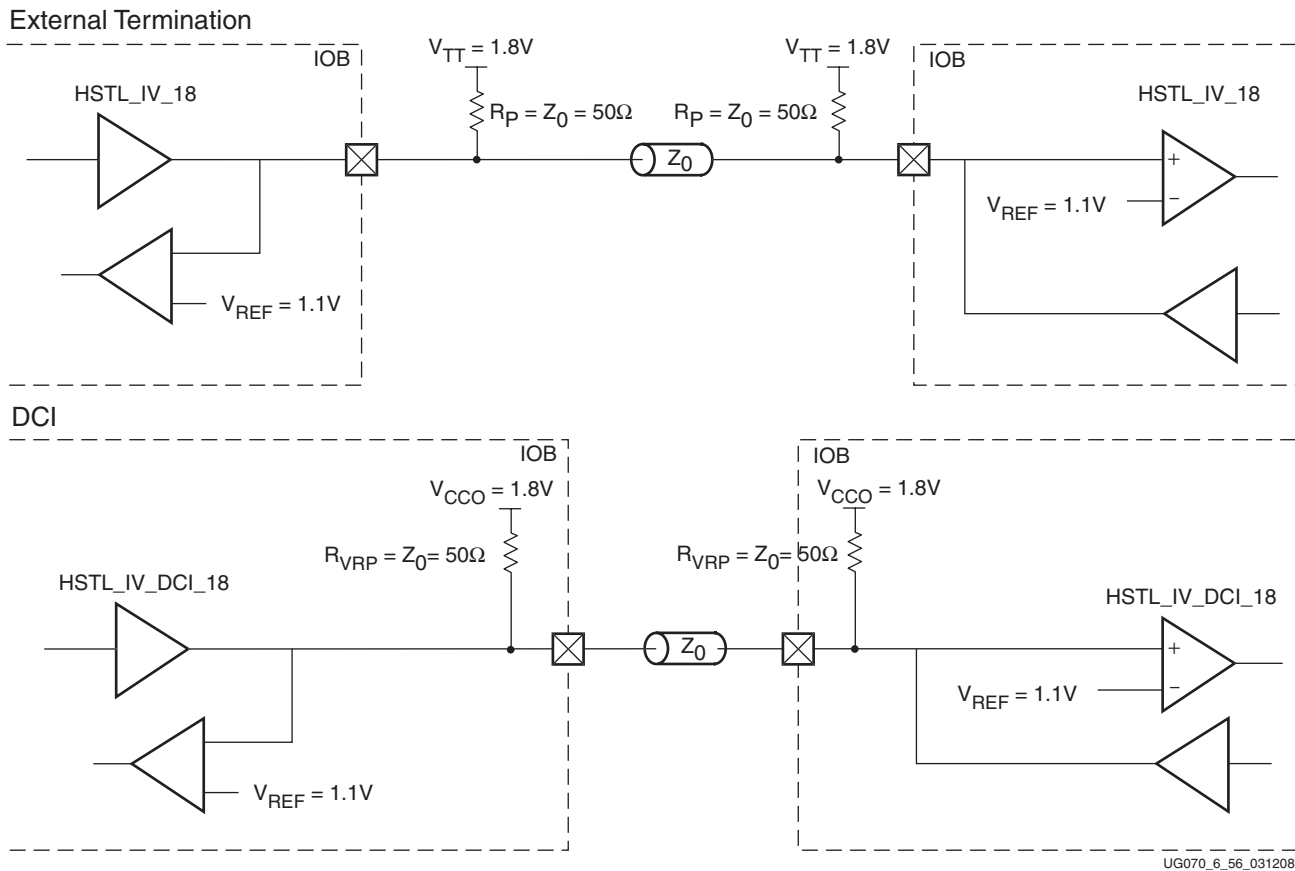 External Termination
IOB
V_TT = 1.8V
V_TT = 1.8V
IOB
HSTL_IV_18
R_P = Z_0 = 50Ω
R_P = Z_0 = 50Ω
HSTL_IV_18
Z_0
+
V_REF = 1.1V
−
V_REF = 1.1V
DCI
IOB
IOB
V_CCO = 1.8V
V_CCO = 1.8V
R_VRP = Z_0= 50Ω
R_VRP = Z_0= 50Ω
HSTL_IV_DCI_18
HSTL_IV_DCI_18
Z_0
+
V_REF = 1.1V
−
V_REF = 1.1V
UG070_6_56_031208